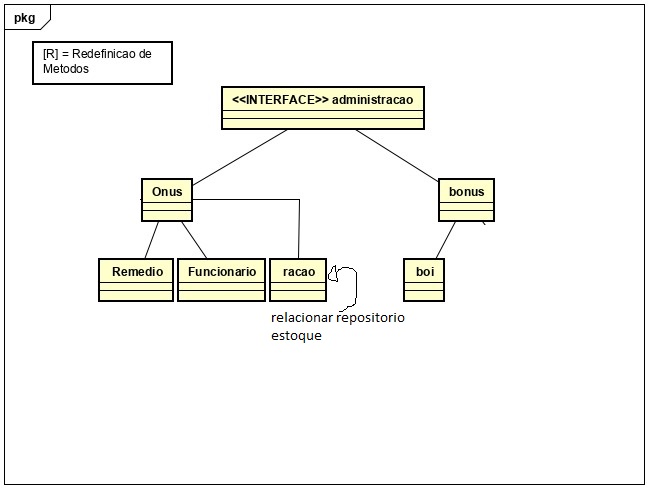 pkg
[R] = Redefinicao de
Metodos
<<INTERFACE>> administracao
Onus
bonus
Remedio
Funcionario
racao
boi
relacionar repositorio
estoque